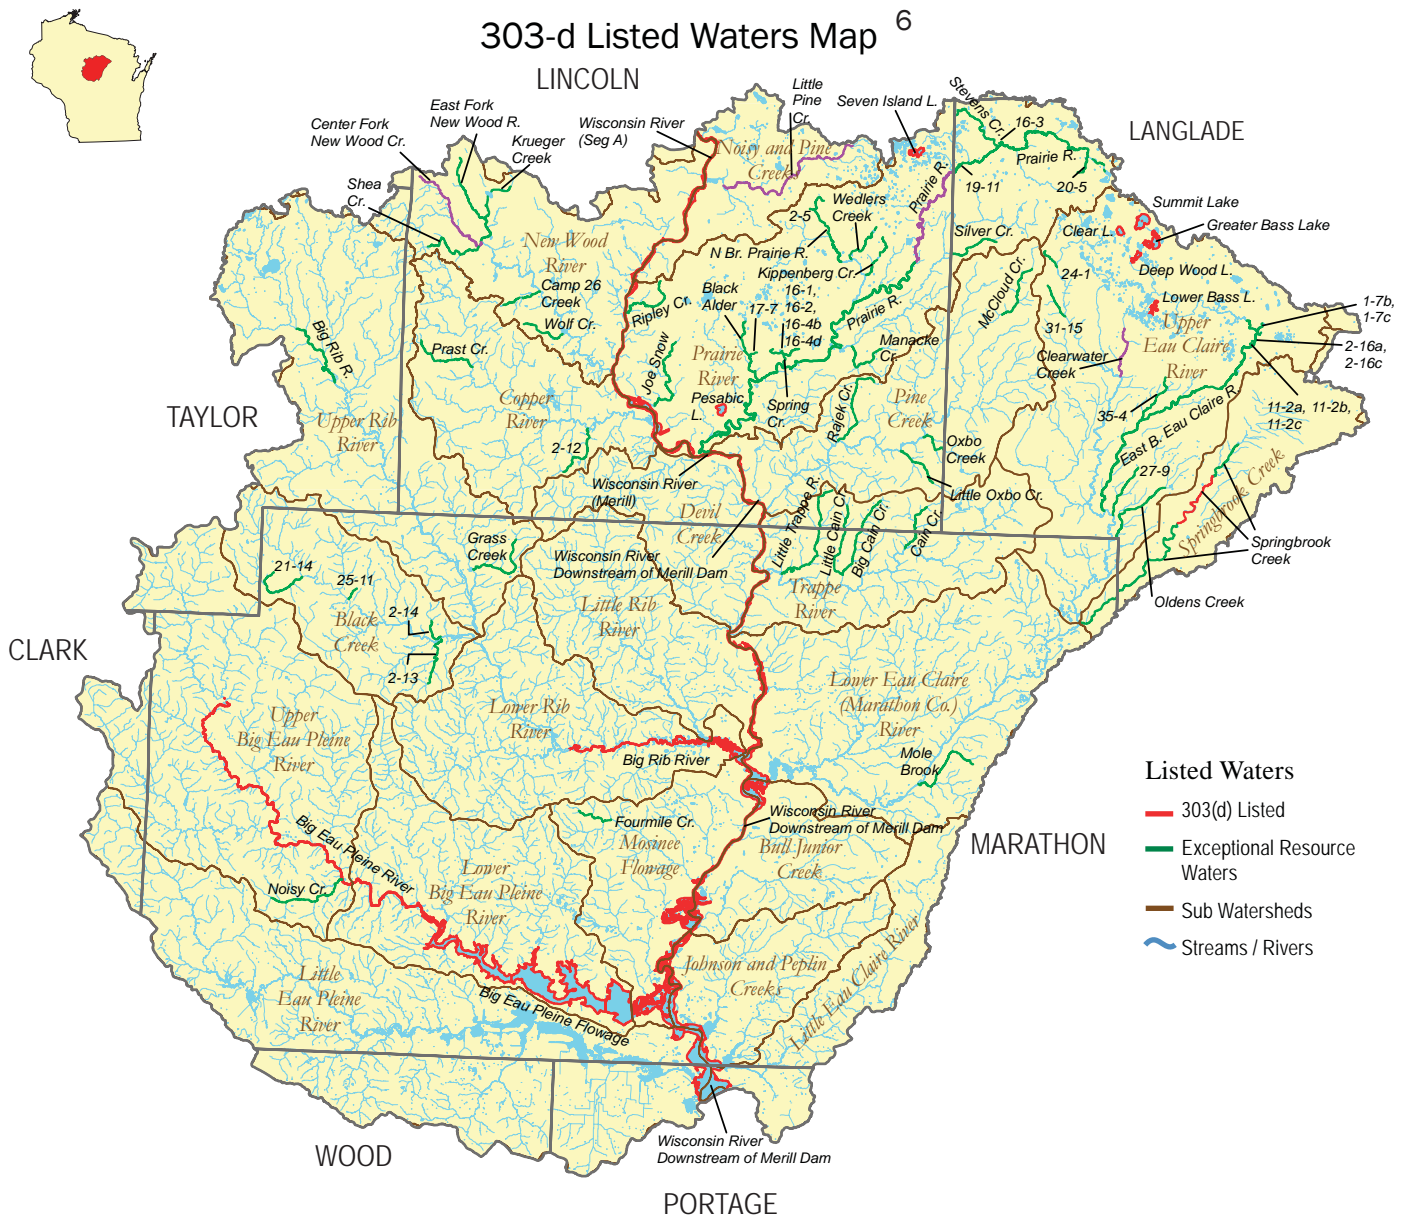 303-d Listed Waters Map 6
LINCOLN
LANGLADE
TAYLOR
CLARK
MARATHON
WOOD
PORTAGE
East Fork
New Wood R.
Center Fork
New Wood Cr.
Krueger
Creek
Shea
Cr.
Wisconsin River
(Seg A)
Little
Pine
Cr.
Seven Island L.
Stevens Cr.
16-3
Prairie R.
19-11
20-5
Noisy and Pine
Creeks
Prairie R.
Wedlers
Creek
2-5
N Br. Prairie R.
Kippenberg Cr.
Silver Cr.
Summit Lake
Clear L.
Greater Bass Lake
Deep Wood L.
24-1
McCloud Cr.
Lower Bass L.
31-15
Upper
Eau Claire
River
1-7b,
1-7c
2-16a,
2-16c
11-2a, 11-2b,
11-2c
Clearwater
Creek
35-4
East B. Eau Claire R.
27-9
Springbrook Creek
Springbrook
Creek
Oldens Creek
New Wood
River
Camp 26
Creek
Wolf Cr.
Prast Cr.
Big Rib R.
Upper Rib
River
Copper
River
2-12
Ripley Cr.
Joe Snow
Black
Alder
17-7
16-1,
16-2,
16-4b
16-4d
Prairie R.
Prairie
River
Pesabic
L.
Spring
Cr.
Manacke
Cr.
Rajek Cr.
Pine
Creek
Oxbo
Creek
Little Oxbo Cr.
Wisconsin River
(Merill)
Devil
Creek
Little Trappe R.
Little Cain Cr.
Big Cain Cr.
Cain Cr.
Trappe
River
Grass
Creek
Wisconsin River
Downstream of Merill Dam
Little Rib
River
21-14
25-11
2-14
Black
Creek
2-13
Lower Eau Claire
(Marathon Co.)
River
Lower Rib
River
Upper
Big Eau Pleine
River
Big Rib River
Mole
Brook
Fourmile Cr.
Mosinee
Flowage
Wisconsin River
Downstream of Merill Dam
Bull Junior
Creek
Big Eau Pleine River
Noisy Cr.
Lower
Big Eau Pleine
River
Johnson and Peplin
Creeks
Little Eau Claire River
Little
Eau Pleine
River
Big Eau Pleine Flowage
Wisconsin River
Downstream of Merill Dam
Listed Waters
303(d) Listed
Exceptional Resource
Waters
Sub Watersheds
Streams / Rivers